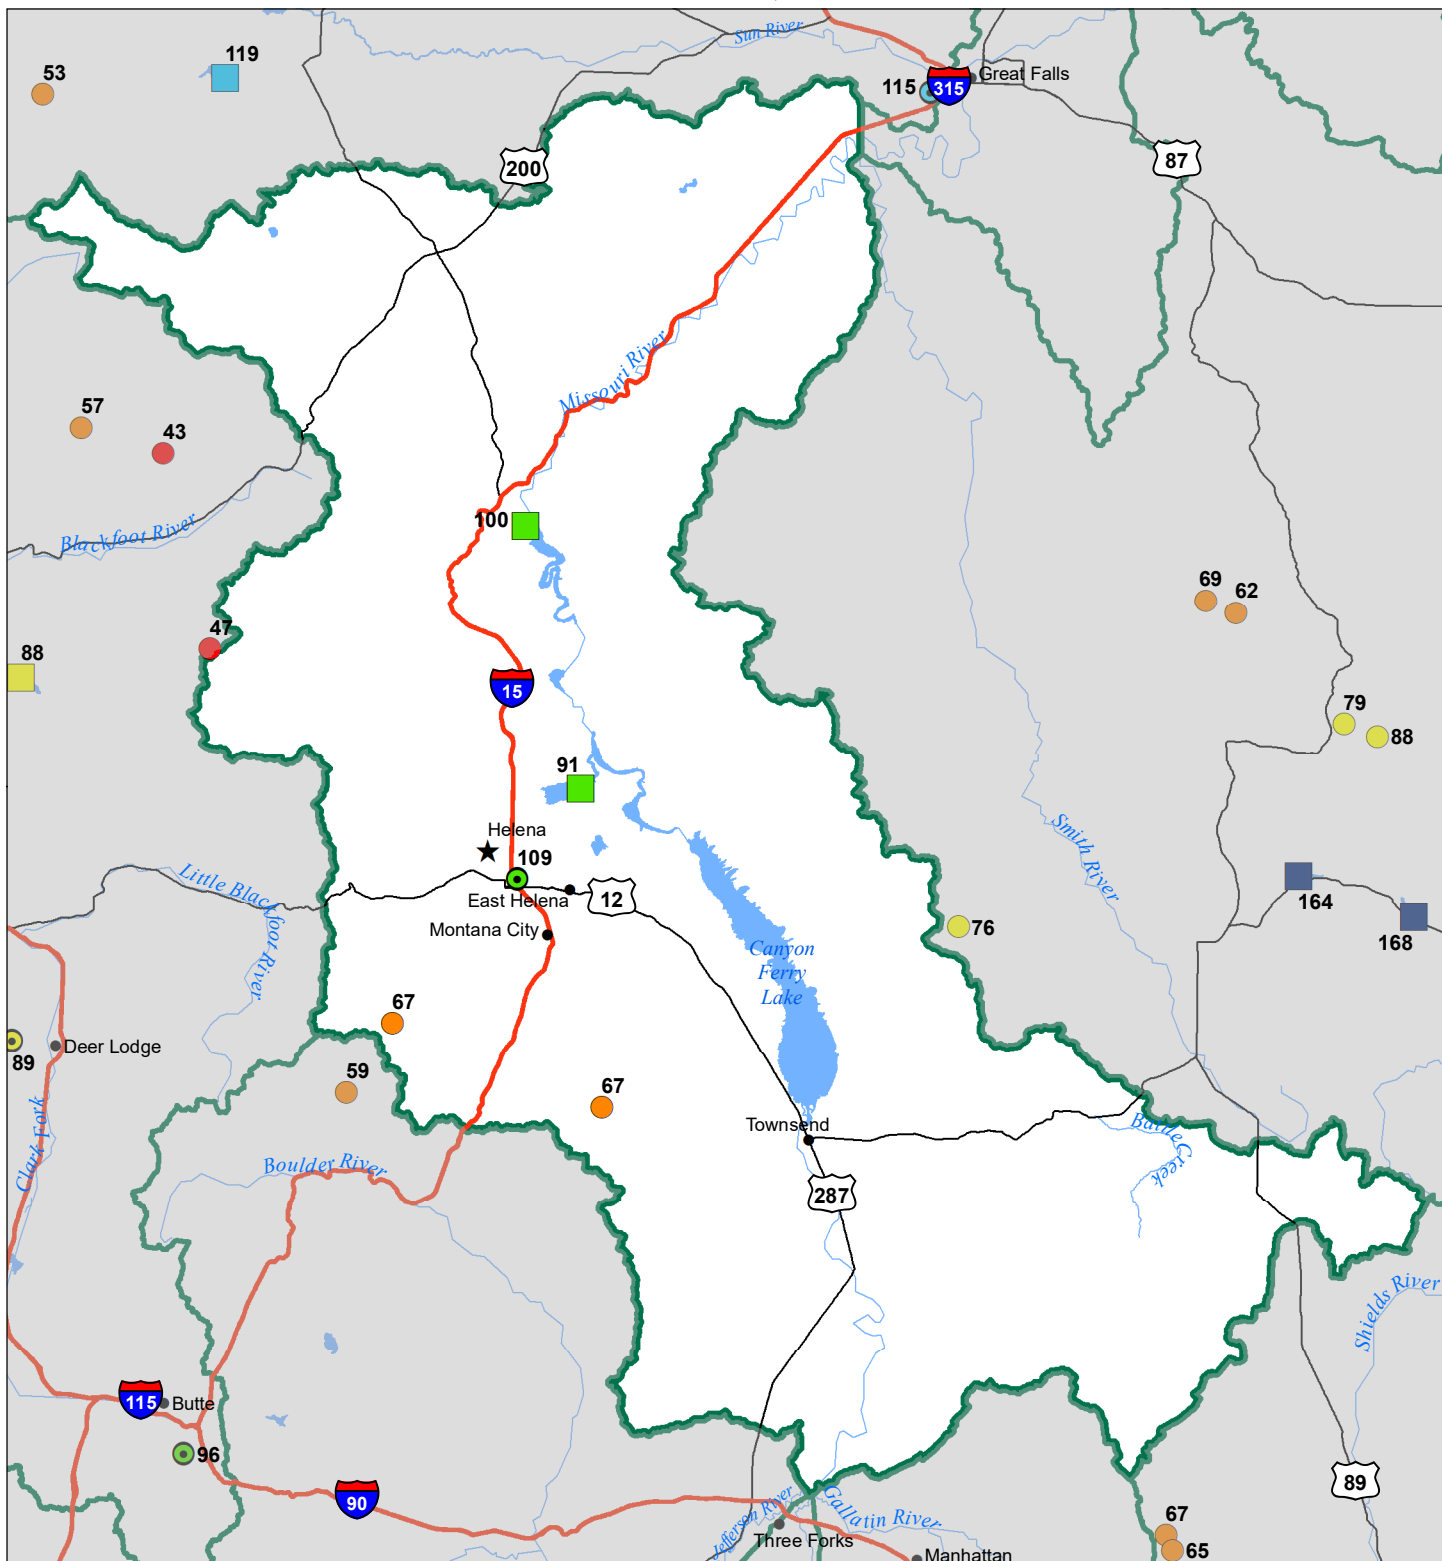 Sun River
119
53
Great Falls
115
315
87
200
Missouri River
57
43
100
Blackfoot River
69
62
47
88
15
79
88
91
Helena
109
Smith River
Little Blackfoot River
East Helena
12
164
Montana City
76
168
Canyon
Ferry
Lake
67
Deer Lodge
89
59
67
Clark Fork
Townsend
Battle Creek
Boulder River
287
Shields River
115
Butte
96
89
90
Jefferson River
Gallatin River
67
Three Forks
65
Manhattan